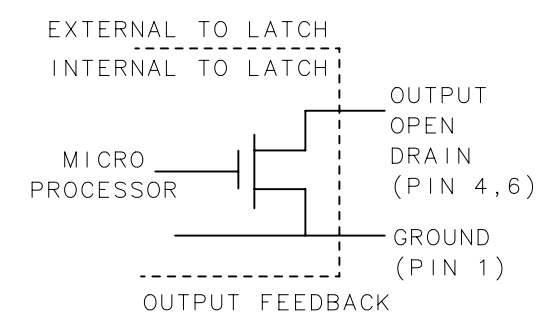 EXTERNAL TO LATCH
INTERNAL TO LATCH
OUTPUT
OPEN
DRAIN
(PIN 4,6)
MICRO
PROCESSOR
GROUND
(PIN 1)
OUTPUT FEEDBACK